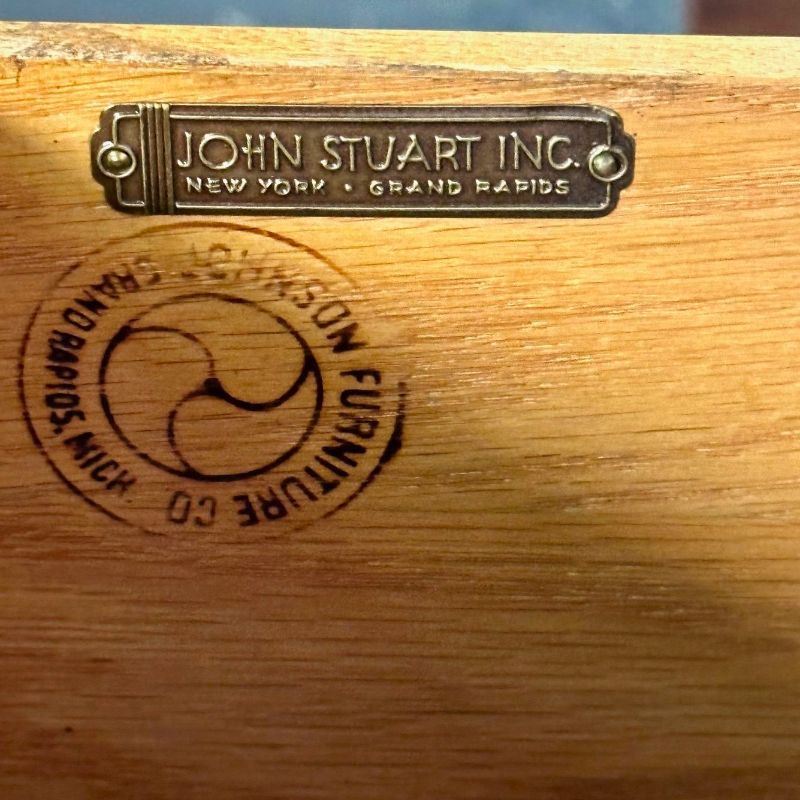 JOHN STUART INC.
NEW YORK • GRAND RAPIDS
JOHNSON FURNITURE CO
GRAND RAPIDS, MICH.